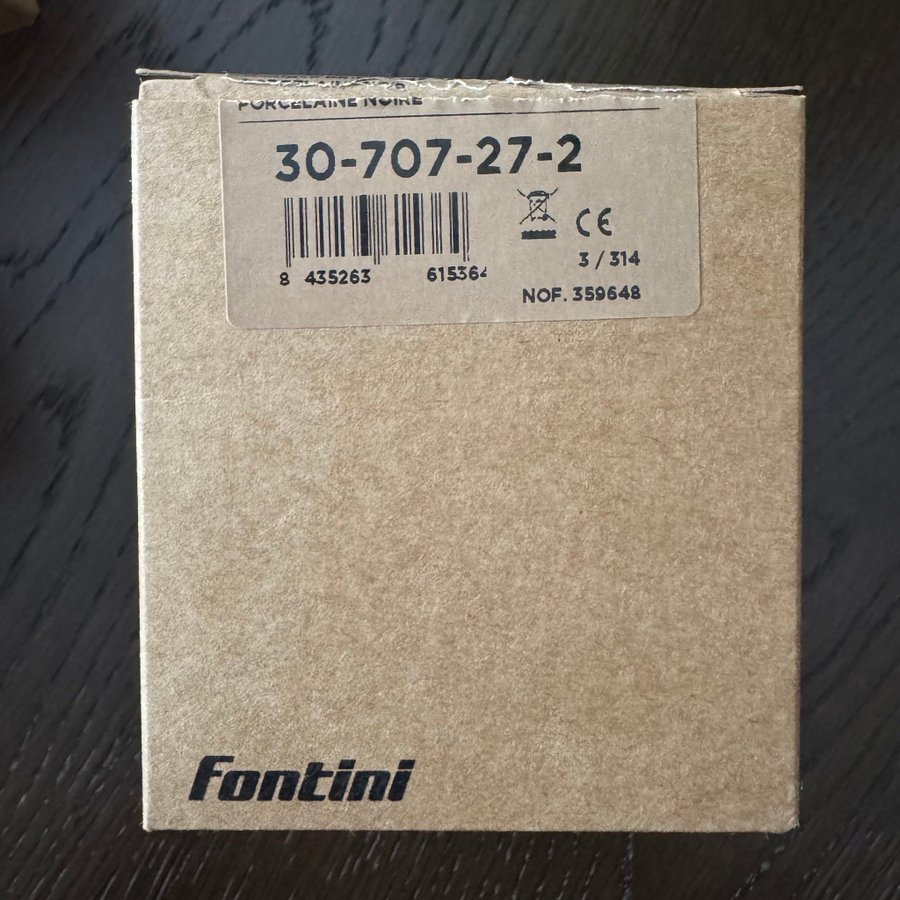 PORCELAINE NOIRE
30-707-27-2
CE
8 435263 615364
3 / 314
NOF. 359648
Fontini